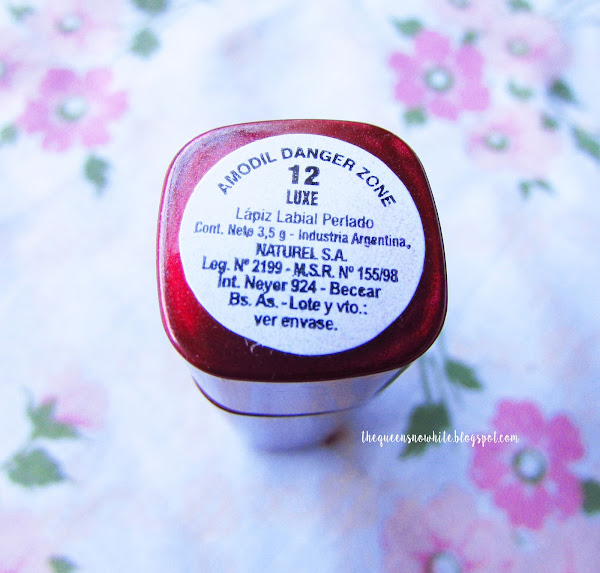 AMODIL DANGER ZONE
12
LUXE
Lápiz Labial Perlado
Cont. Neto 3,5 g - Industria Argentina,
NATUREL S.A.
Leg. Nº 2199 - M.S.R. Nº 155/98
Int. Neyer 924 - Beccar
Bs. As. - Lote y vto.:
ver envase.
thequeensnowhite.blogspot.com